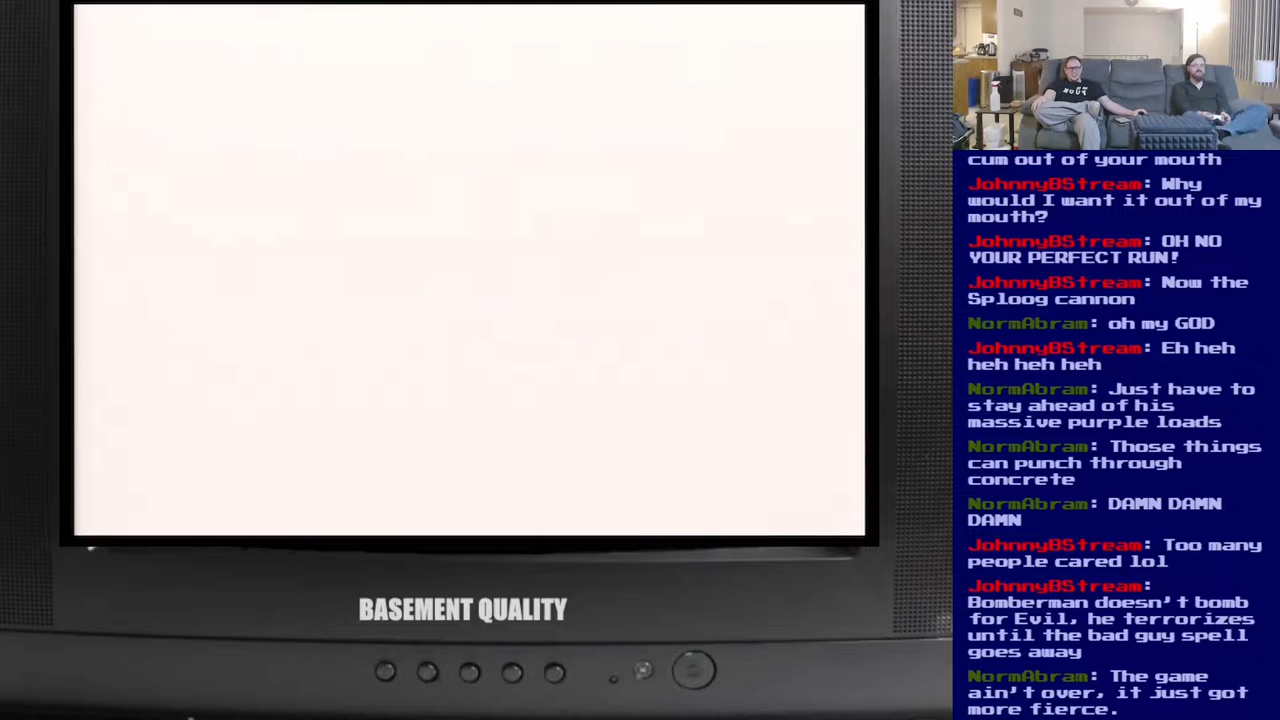 cum out of your mouth
JohnnyBStream: Why
would I want it out of my
mouth?
JohnnyBStream: OH NO
YOUR PERFECT RUN!
JohnnyBStream: Now the
Sploog cannon
NormAbram: oh my GOD
JohnnyBStream: Eh heh
heh heh heh
NormAbram: Just have to
stay ahead of his
massive purple loads
NormAbram: Those things
can punch through
concrete
NormAbram: DAMN DAMN
DAMN
JohnnyBStream: Too many
people cared lol
JohnnyBStream:
Bomberman doesn't bomb
for Evil, he terrorizes
until the bad guy spell
goes away
NormAbram: The game
ain't over, it just got
more fierce.
BASEMENT QUALITY